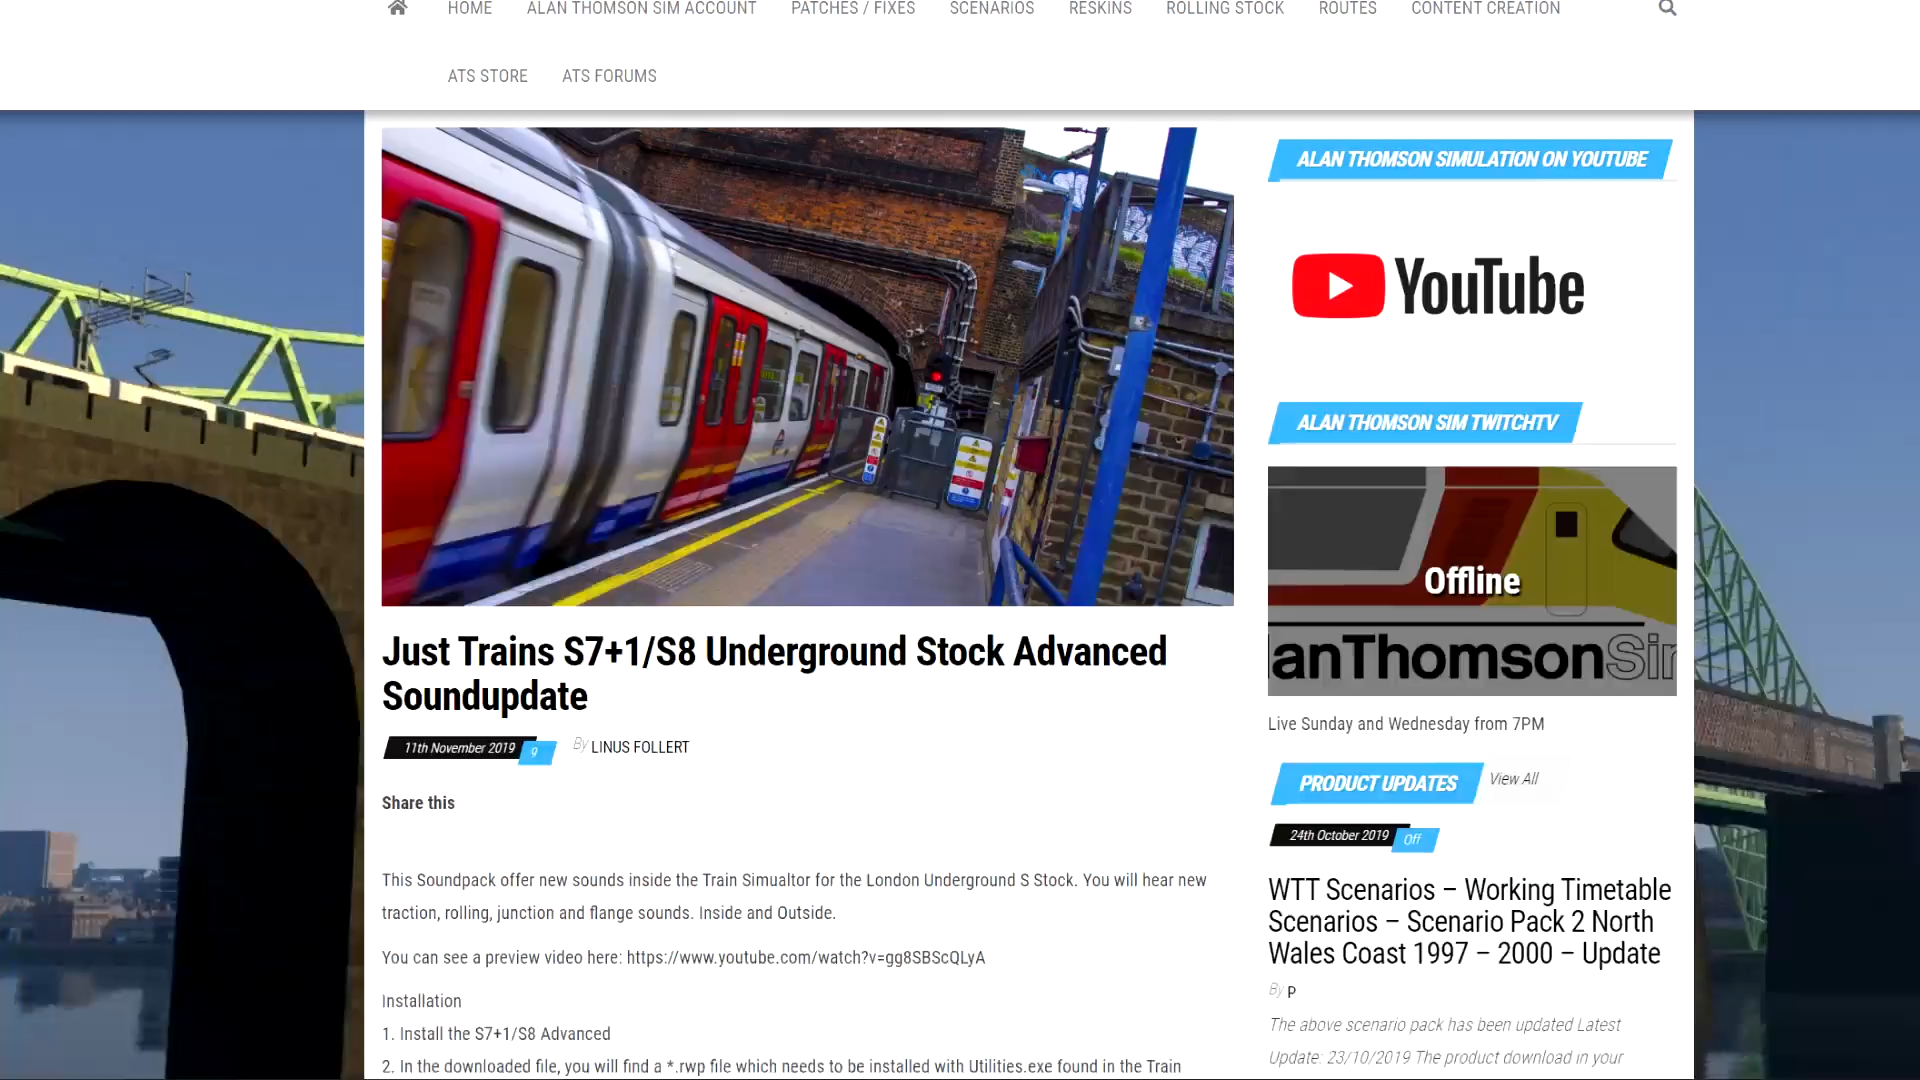 HOME ALAN THOMSON SIM ACCOUNT PATCHES / FIXES SCENARIOS RESKINS ROLLING STOCK ROUTES CONTENT CREATION
ATS STORE ATS FORUMS
Just Trains S7+1/S8 Underground Stock Advanced
Soundupdate
11th November 2019 9 By LINUS FOLLERT
Share this
This Soundpack offer new sounds inside the Train Simualtor for the London Underground S Stock. You will hear new
traction, rolling, junction and flange sounds. Inside and Outside.
You can see a preview video here: https://www.youtube.com/watch?v=gg8SBScQLyA
Installation
1. Install the S7+1/S8 Advanced
2. In the downloaded file, you will find a *.rwp file which needs to be installed with Utilities.exe found in the Train
ALAN THOMSON SIMULATION ON YOUTUBE
YouTube
ALAN THOMSON SIM TWITCHTV
Offline
lanThomsonSi
Live Sunday and Wednesday from 7PM
PRODUCT UPDATES View All
24th October 2019 Off
WTT Scenarios – Working Timetable
Scenarios – Scenario Pack 2 North
Wales Coast 1997 – 2000 – Update
By P
The above scenario pack has been updated Latest
Update: 23/10/2019 The product download in your